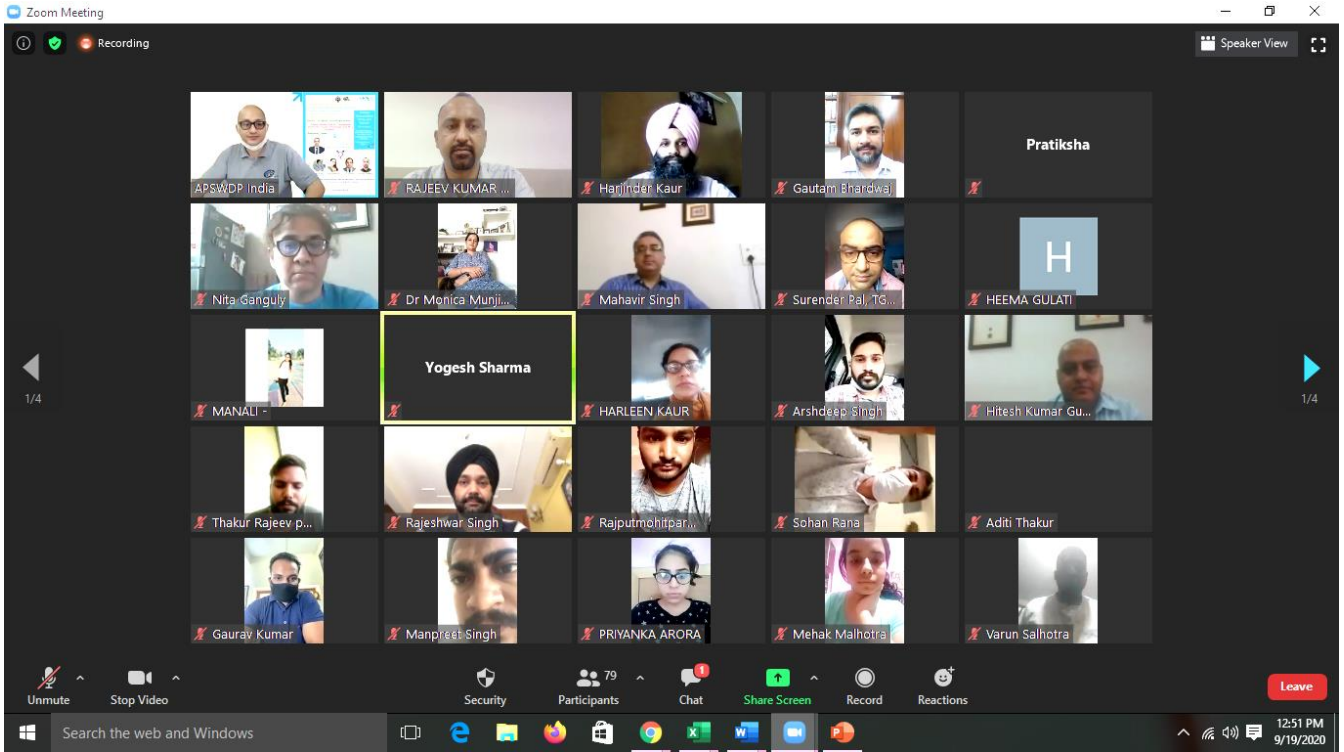 Zoom Meeting
Recording
Speaker View
APSWDP India
RAJEEV KUMAR ...
Harjinder Kaur
Gautam Bhardwaj
Pratiksha
Nita Ganguly
Dr Monica Munji...
Mahavir Singh
Surender Pal, TG...
H
HEEMA GULATI
MANALI -
Yogesh Sharma
HARLEEN KAUR
Arshdeep Singh
Hitesh Kumar Gu...
1/4
1/4
Thakur Rajeev p...
Rajeshwar Singh
Rajputmohitpar...
Sohan Rana
Aditi Thakur
Gaurav Kumar
Manpreet Singh
PRIYANKA ARORA
Mehak Malhotra
Varun Salhotra
79
1
Unmute
Stop Video
Security
Participants
Chat
Share Screen
Record
Reactions
Leave
Search the web and Windows
12:51 PM
9/19/2020